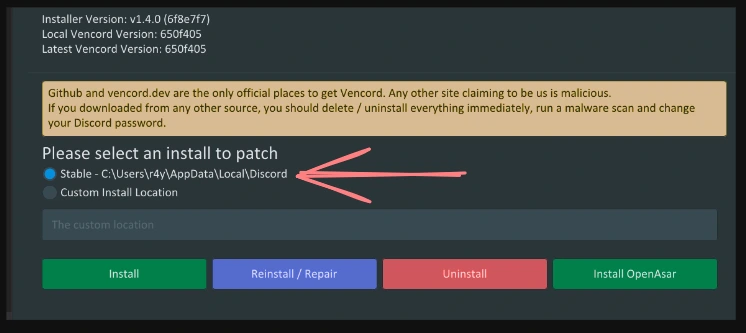 Installer Version: v1.4.0 (6f8e7f7)
Local Vencord Version: 650f405
Latest Vencord Version: 650f405
Github and vencord.dev are the only official places to get Vencord. Any other site claiming to be us is malicious.
If you downloaded from any other source, you should delete / uninstall everything immediately, run a malware scan and change
your Discord password.
Please select an install to patch
Stable - C:\Users\r4y\AppData\Local\Discord
Custom Install Location
The custom location
Install
Reinstall / Repair
Uninstall
Install OpenAsar